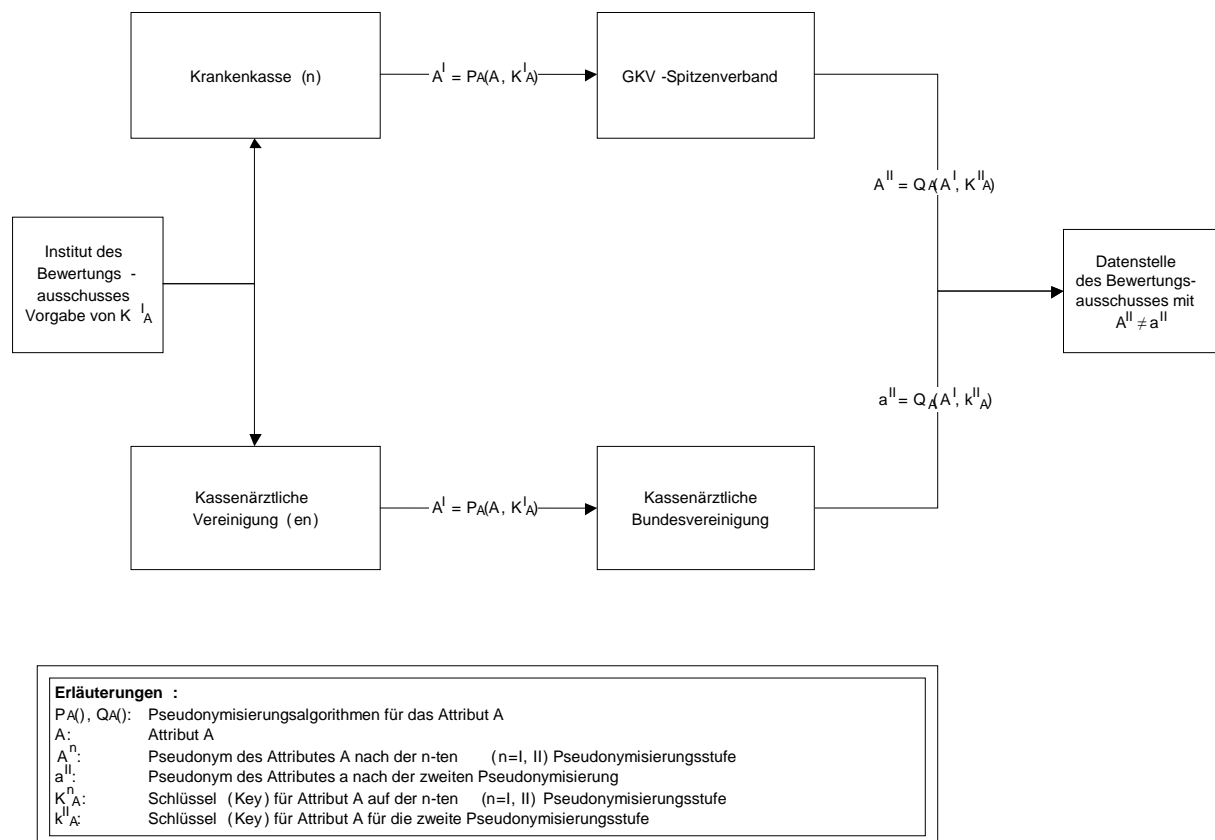 Krankenkasse (n)
A^I = PA(A, K^I_A)
GKV -Spitzenverband
A^II = QA(A^I, K^II_A)
Institut des
Bewertungs -
ausschusses
Vorgabe von K^I_A
Datenstelle
des Bewertungs-
ausschusses mit
A^II ≠ a^II
a^II = QA(A^I, k^II_A)
Kassenärztliche
Vereinigung (en)
A^I = PA(A, K^I_A)
Kassenärztliche
Bundesvereinigung
Erläuterungen :
PA(), QA(): Pseudonymisierungsalgorithmen für das Attribut A
A: Attribut A
A^n: Pseudonym des Attributes A nach der n-ten (n=I, II) Pseudonymisierungsstufe
a^II: Pseudonym des Attributes a nach der zweiten Pseudonymisierung
K^n_A: Schlüssel (Key) für Attribut A auf der n-ten (n=I, II) Pseudonymisierungsstufe
k^II_A: Schlüssel (Key) für Attribut A für die zweite Pseudonymisierungsstufe